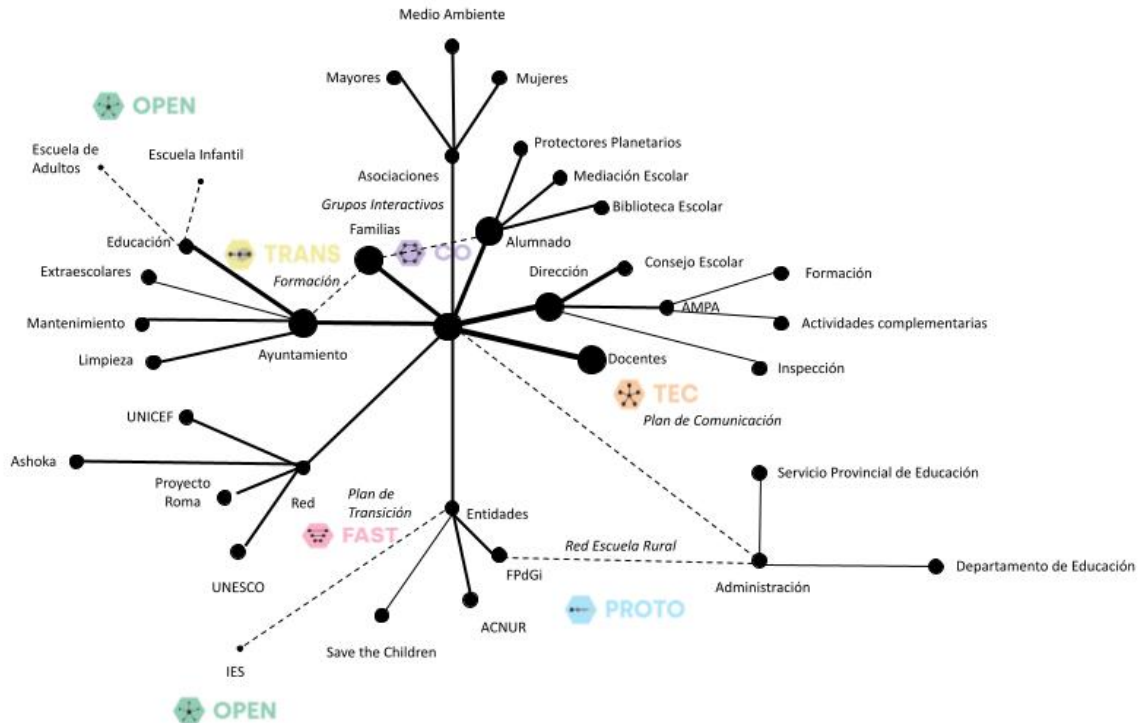 Medio Ambiente
Mayores
Mujeres
OPEN
Protectores Planetarios
Escuela de
Adultos
Escuela Infantil
Asociaciones
Mediación Escolar
Grupos Interactivos
Biblioteca Escolar
Familias
Alumnado
Educación
TRANS
CO
Dirección
Consejo Escolar
Extraescolares
Formación
Formación
AMPA
Mantenimiento
Actividades complementarias
Limpieza
Ayuntamiento
Docentes
Inspección
TEC
UNICEF
Plan de Comunicación
Ashoka
Proyecto
Roma
Red
Plan de
Transición
Servicio Provincial de Educación
Entidades
FAST
Red Escuela Rural
UNESCO
FPdGi
Administración
Departamento de Educación
PROTO
ACNUR
Save the Children
IES
OPEN